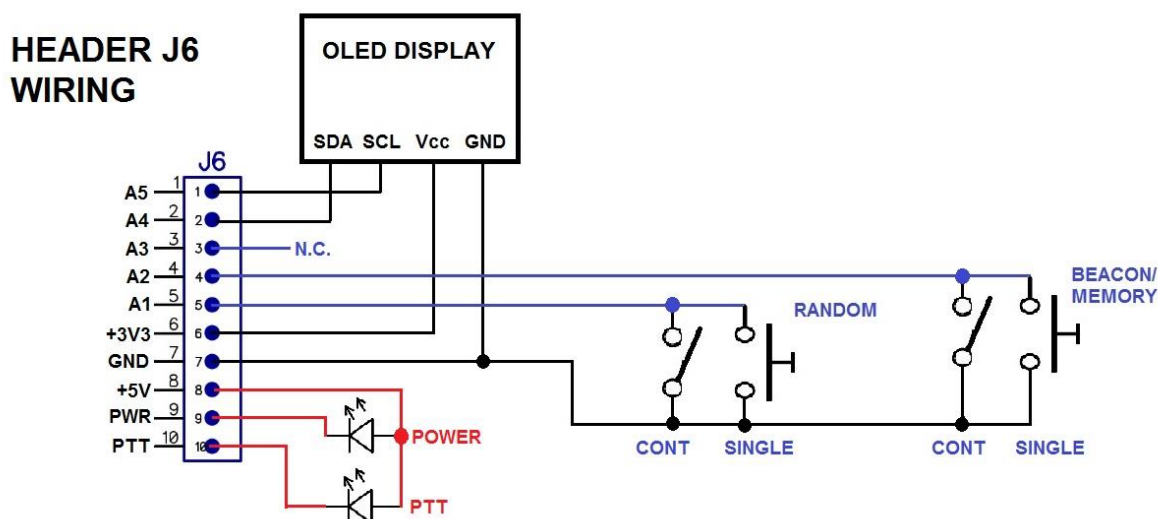 HEADER J6
WIRING
OLED DISPLAY
SDA SCL Vcc GND
J6
A5 1 1
A4 2 2
A3 3 3 N.C.
A2 4 4
A1 5 5
+3V3 6 6
GND 7 7
+5V 8 8
PWR 9 9
PTT 10 10
BEACON/
MEMORY
RANDOM
POWER
PTT
CONT SINGLE
CONT SINGLE